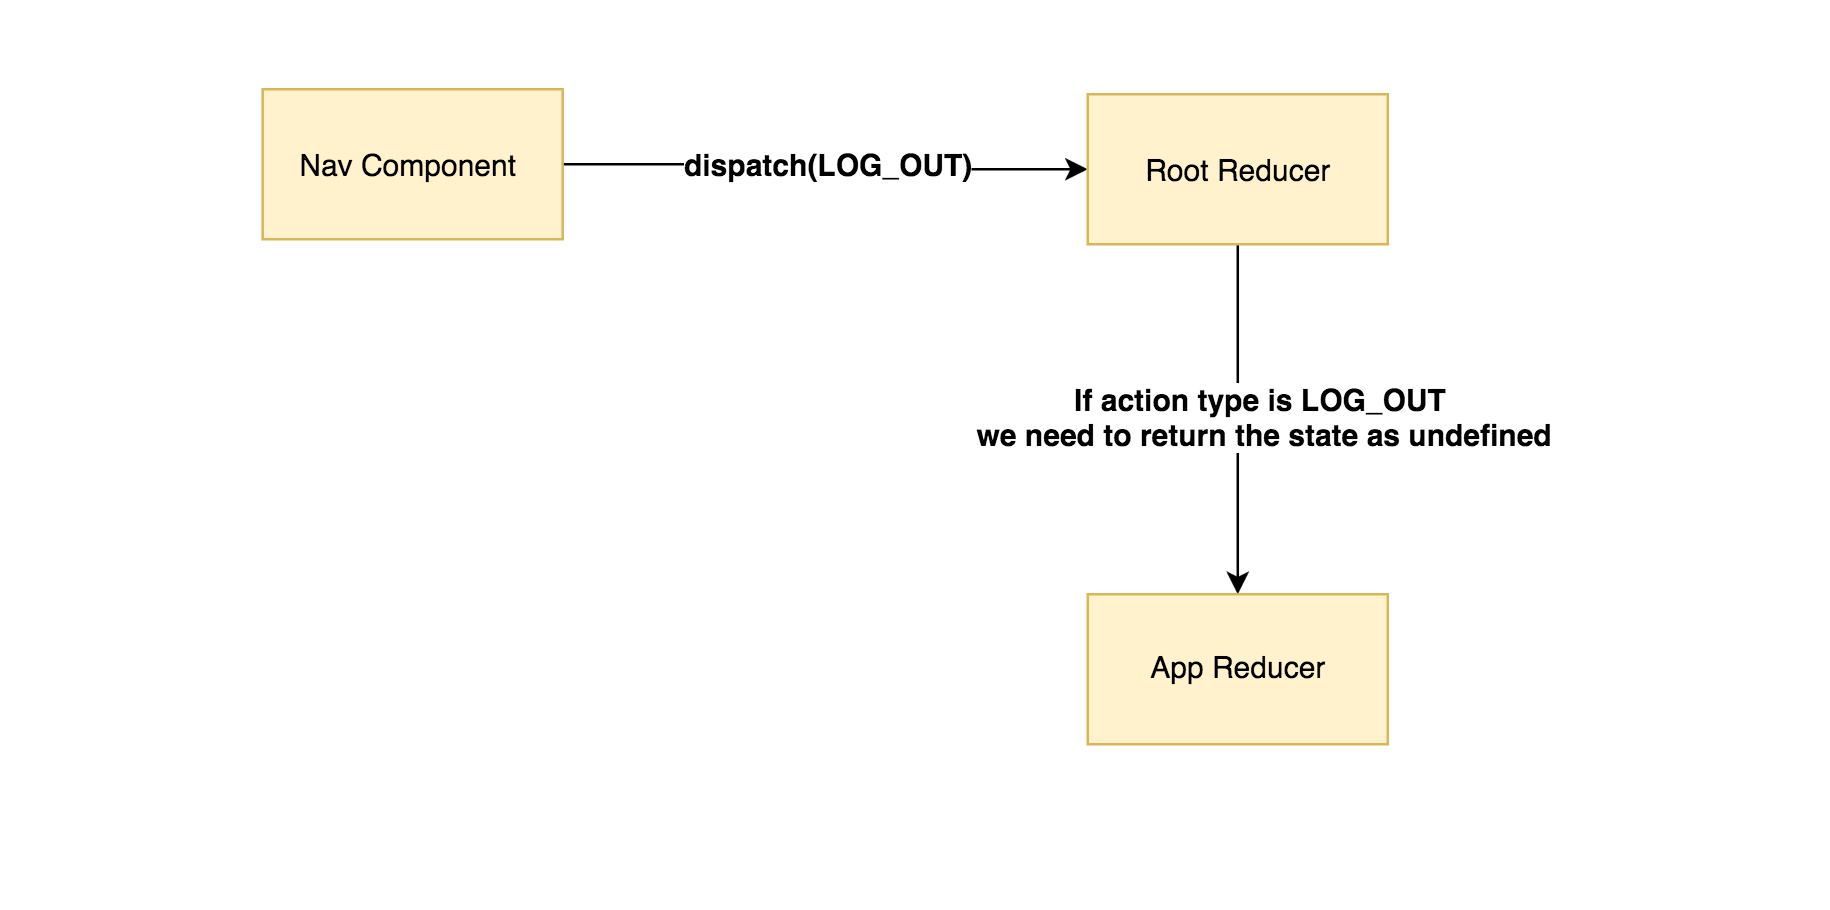 Nav Component
dispatch(LOG_OUT)
Root Reducer
If action type is LOG_OUT
we need to return the state as undefined
App Reducer